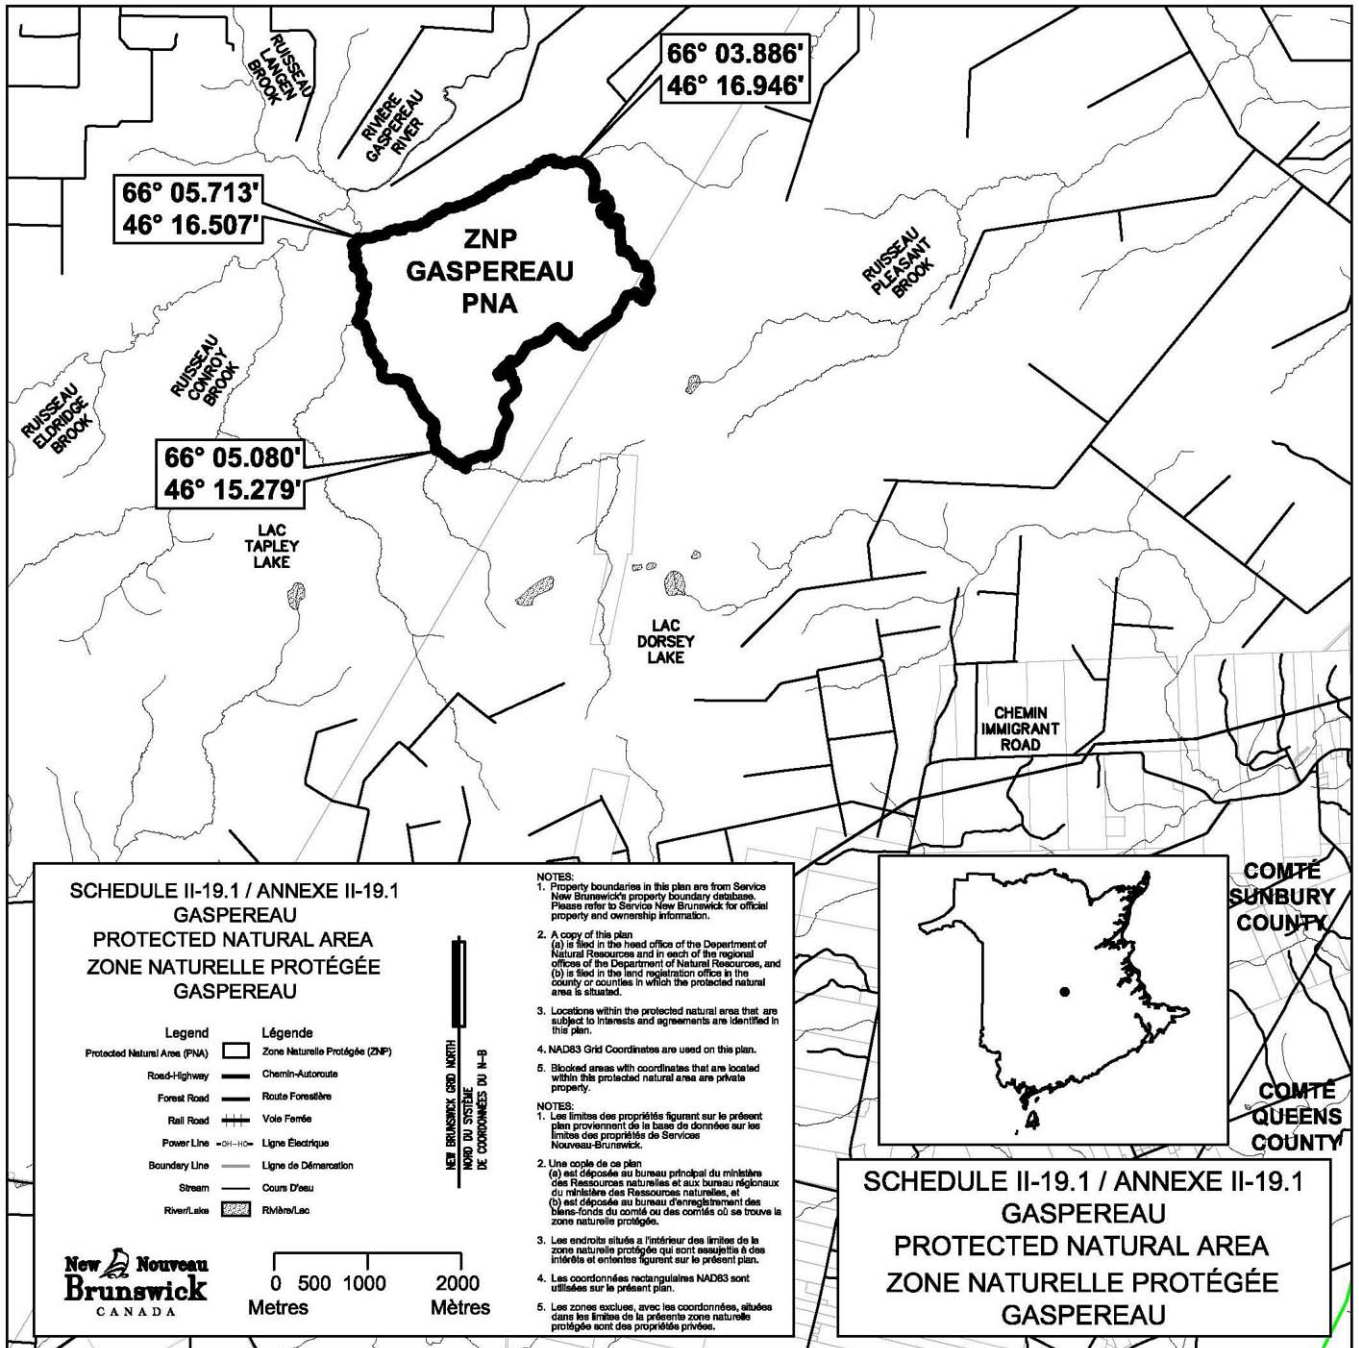 66° 03.886'
46° 16.946'
RUISSEAU
LANGEN
BROOK
RIVIÈRE
GASPEREAU
RIVER
66° 05.713'
46° 16.507'
ZNP
GASPEREAU
PNA
RUISSEAU
PLEASANT
BROOK
RUISSEAU
CONROY
BROOK
RUISSEAU
ELDRIDGE
BROOK
66° 05.080'
46° 15.279'
LAC
TAPLEY
LAKE
LAC
DORSEY
LAKE
CHEMIN
IMMIGRANT
ROAD
COMTÉ
SUNBURY
COUNTY
COMTÉ
QUEENS
COUNTY
SCHEDULE II-19.1 / ANNEXE II-19.1
GASPEREAU
PROTECTED NATURAL AREA
ZONE NATURELLE PROTÉGÉE
GASPEREAU
Legend Légende
Protected Natural Area (PNA) Zone Naturelle Protégée (ZNP)
Road-Highway Chemin-Autoroute
Forest Road Route Forestière
Rail Road Voie Ferrée
Power Line -OH-HO- Ligne Électrique
Boundary Line Ligne de Démarcation
Stream Cours D'eau
River/Lake Rivière/Lac
NEW BRUNSWICK GRID NORTH
NORD DU SYSTÈME
DE COORDONNÉES DU N-B
New Nouveau
Brunswick
CANADA
0 500 1000 2000
Metres Mètres
NOTES:
1. Property boundaries in this plan are from Service
New Brunswick's property boundary database.
Please refer to Service New Brunswick for official
property and ownership information.
2. A copy of this plan
(a) is filed in the head office of the Department of
Natural Resources and in each of the regional
offices of the Department of Natural Resources, and
(b) is filed in the land registration office in the
county or counties in which the protected natural
area is situated.
3. Locations within the protected natural area that are
subject to interests and agreements are identified in
this plan.
4. NAD83 Grid Coordinates are used on this plan.
5. Blocked areas with coordinates that are located
within this protected natural area are private
property.
NOTES:
1. Les limites des propriétés figurant sur le présent
plan proviennent de la base de données sur les
limites des propriétés de Services
Nouveau-Brunswick.
2. Une copie de ce plan
(a) est déposée au bureau principal du ministère
des Ressources naturelles et aux bureau régionaux
du ministère des Ressources naturelles, et
(b) est déposée au bureau d'enregistrement des
biens-fonds du comté ou des comtés où se trouve la
zone naturelle protégée.
3. Les endroits situés a l'intérieur des limites de la
zone naturelle protégée qui sont assujettis à des
intérêts et ententes figurent sur le présent plan.
4. Les coordonnées rectangulaires NAD83 sont
utilisées sur le présent plan.
5. Les zones exclues, avec les coordonnées, situées
dans les limites de la présente zone naturelle
protégée sont des propriétés privées.
SCHEDULE II-19.1 / ANNEXE II-19.1
GASPEREAU
PROTECTED NATURAL AREA
ZONE NATURELLE PROTÉGÉE
GASPEREAU